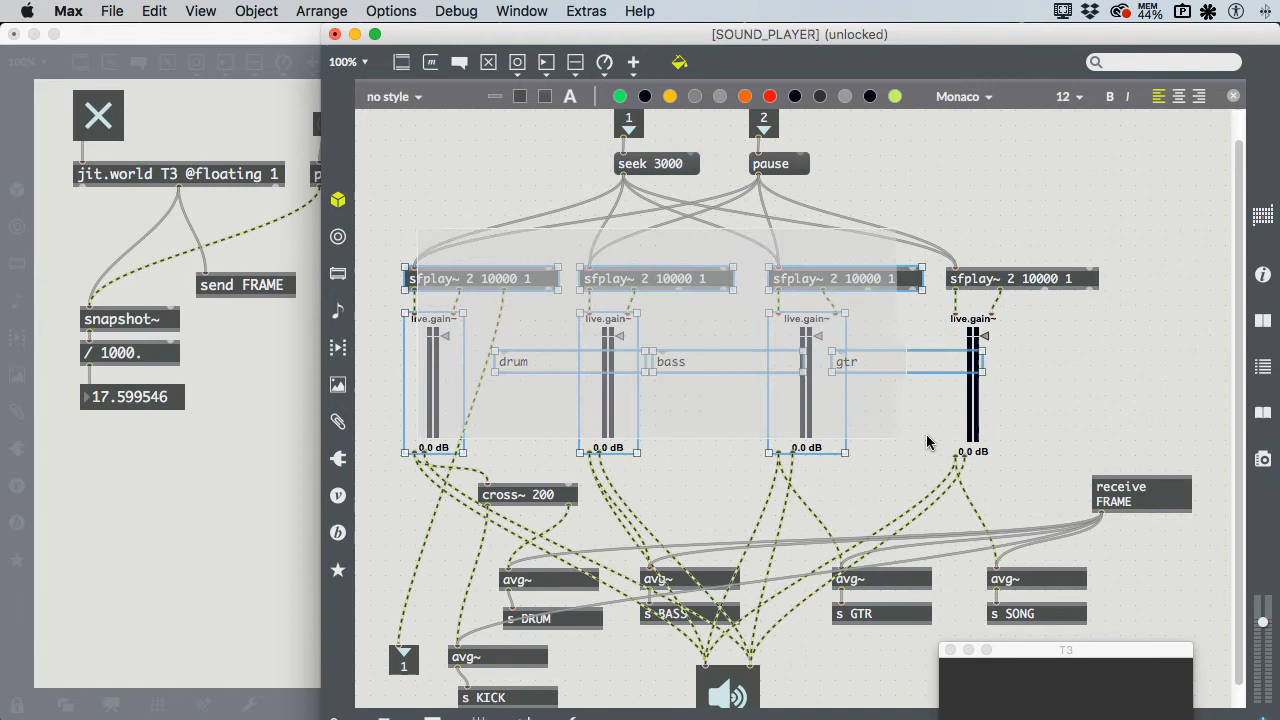 Max File Edit View Object Arrange Options Debug Window Extras Help MEM 44%
[SOUND_PLAYER] (unlocked)
100%
100%
no style
A
Monaco
12
B I
1
2
seek 3000
pause
jit.world T3 @floating 1
p
send FRAME
snapshot~
/ 1000.
17.599546
sfplay~ 2 10000 1
sfplay~ 2 10000 1
sfplay~ 2 10000 1
sfplay~ 2 10000 1
live.gain~
live.gain~
live.gain~
live.gain~
drum
bass
gtr
0.0 dB
0.0 dB
0.0 dB
0.0 dB
cross~ 200
receive
FRAME
avg~
avg~
avg~
avg~
s DRUM
s BASS
s GTR
s SONG
1
avg~
s KICK
T3